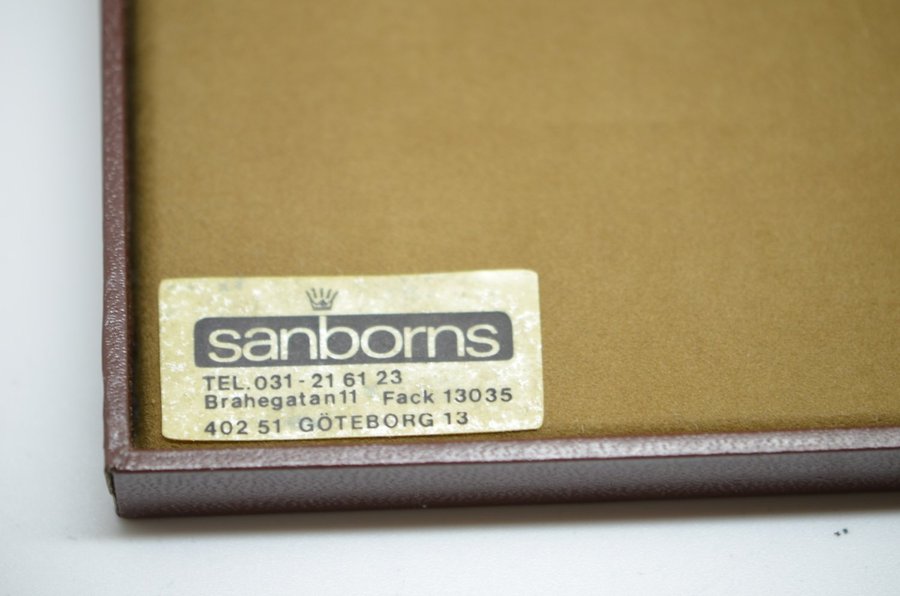 sanborns
TEL.031-21 61 23
Brahegatan11 Fack 13035
402 51 GÖTEBORG 13